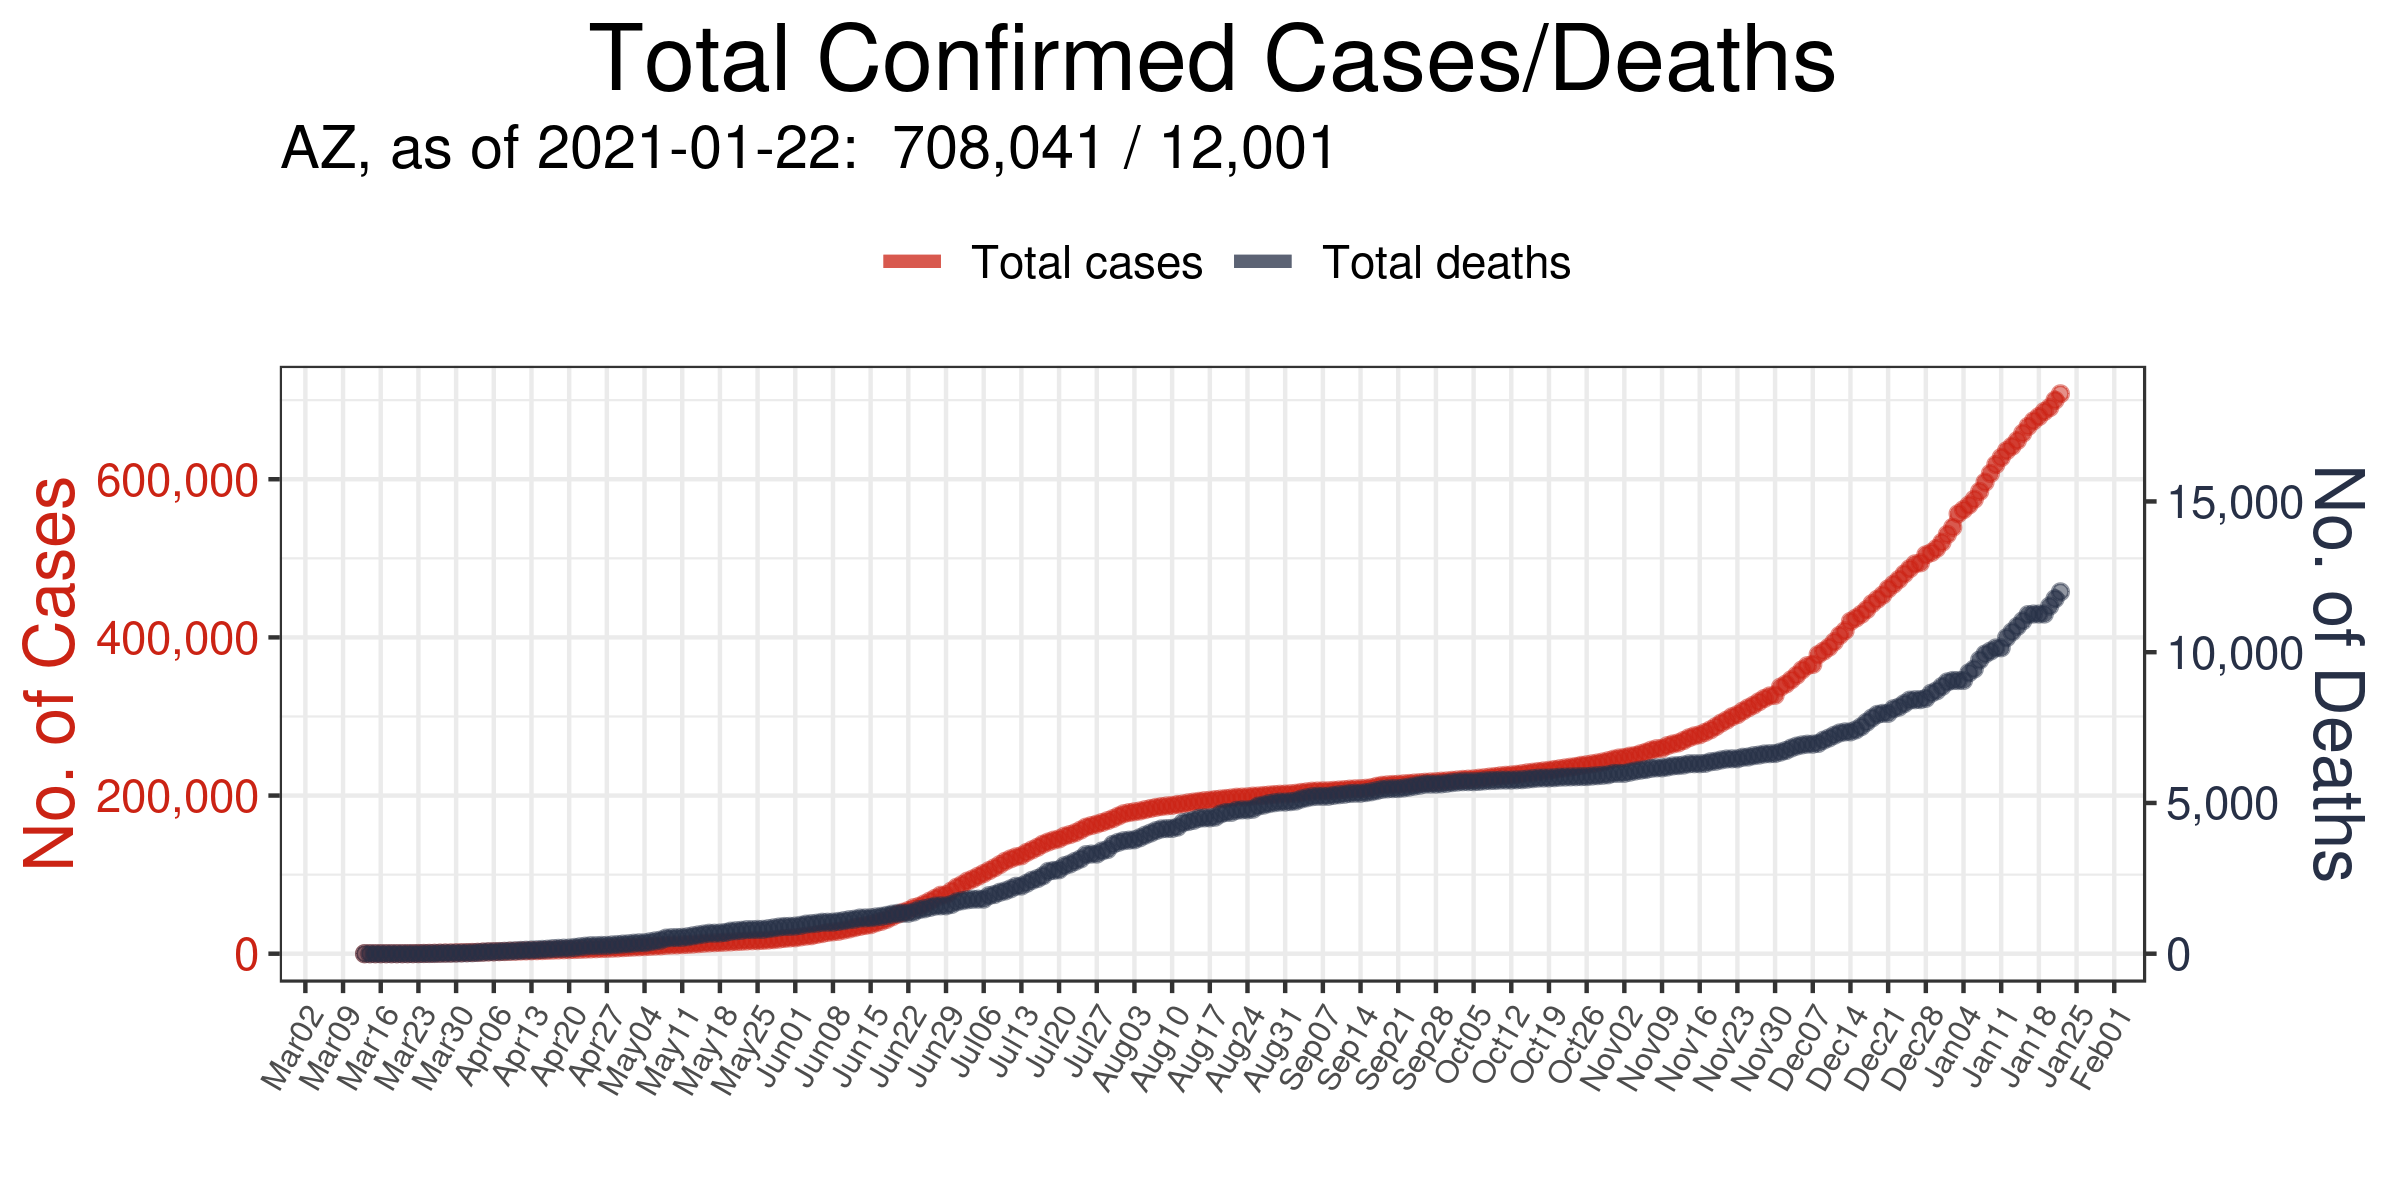 Total Confirmed Cases/Deaths
AZ, as of 2021-01-22:  708,041 / 12,001
Total cases
Total deaths
No. of Cases
600,000
400,000
200,000
0
15,000
10,000
5,000
0
No. of Deaths
Mar02
Mar09
Mar16
Mar23
Mar30
Apr06
Apr13
Apr20
Apr27
May04
May11
May18
May25
Jun01
Jun08
Jun15
Jun22
Jun29
Jul06
Jul13
Jul20
Jul27
Aug03
Aug10
Aug17
Aug24
Aug31
Sep07
Sep14
Sep21
Sep28
Oct05
Oct12
Oct19
Oct26
Nov02
Nov09
Nov16
Nov23
Nov30
Dec07
Dec14
Dec21
Dec28
Jan04
Jan11
Jan18
Jan25
Feb01